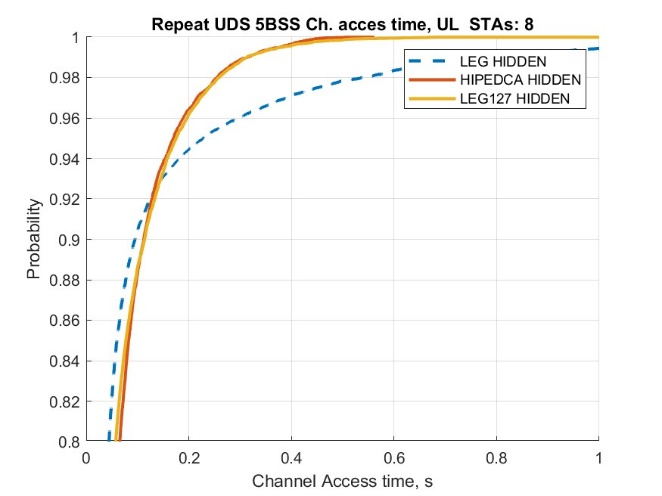 Repeat UDS 5BSS Ch. acces time, UL  STAs: 8
1
0.98
0.96
0.94
0.92
0.9
0.88
0.86
0.84
0.82
0.8
Probability
LEG HIDDEN
HIPEDCA HIDDEN
LEG127 HIDDEN
0
0.2
0.4
0.6
0.8
1
Channel Access time, s